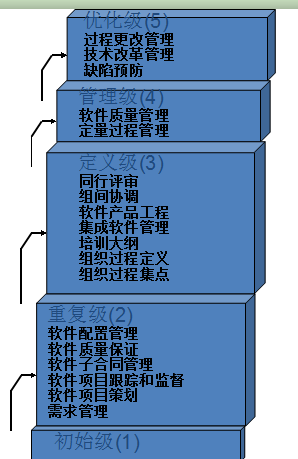 优化级(5)
过程更改管理
技术改革管理
缺陷预防
管理级(4)
软件质量管理
定量过程管理
定义级(3)
同行评审
组间协调
软件产品工程
集成软件管理
培训大纲
组织过程定义
组织过程集点
重复级(2)
软件配置管理
软件质量保证
软件子合同管理
软件项目跟踪和监督
软件项目策划
需求管理
初始级(1)